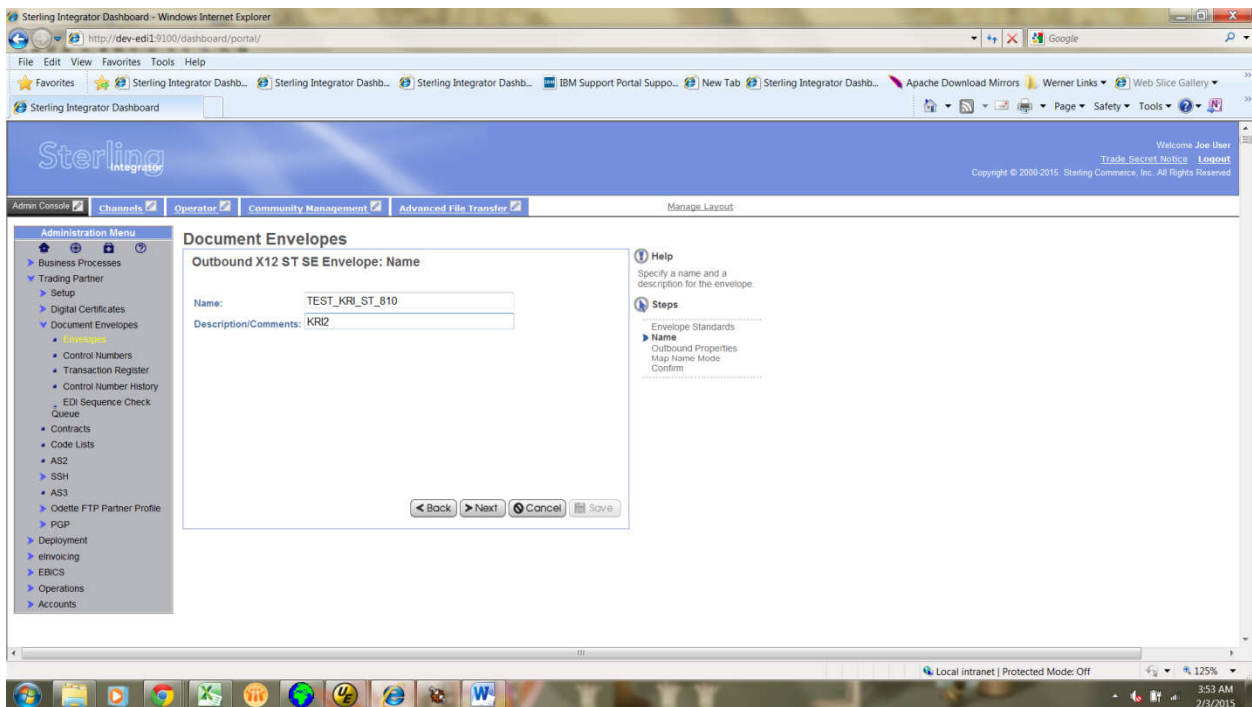 Sterling Integrator Dashboard - Windows Internet Explorer
http://dev-edi1:9100/dashboard/portal/
Google
File Edit View Favorites Tools Help
Favorites Sterling Integrator Dashb... Sterling Integrator Dashb... Sterling Integrator Dashb... IBM Support Portal Suppo... New Tab Sterling Integrator Dashb... Apache Download Mirrors Werner Links Web Slice Gallery
Sterling Integrator Dashboard
Page Safety Tools
Sterling
Integrator
Welcome Joe User
Trade Secret Notice Logout
Copyright © 2000-2015. Sterling Commerce, Inc. All Rights Reserved
Admin Console Channels Operator Community Management Advanced File Transfer Manage Layout
Administration Menu
Business Processes
Trading Partner
Setup
Digital Certificates
Document Envelopes
Envelopes
Control Numbers
Transaction Register
Control Number History
EDI Sequence Check
Queue
Contracts
Code Lists
AS2
SSH
AS3
Odette FTP Partner Profile
PGP
Deployment
eInvoicing
EBICS
Operations
Accounts
Document Envelopes
Outbound X12 ST SE Envelope: Name
Name: TEST_KRI_ST_810
Description/Comments: KRI2
Back Next Cancel Save
Help
Specify a name and a
description for the envelope.
Steps
Envelope Standards
Name
Outbound Properties
Map Name Mode
Confirm
Local intranet | Protected Mode: Off
125%
3:53 AM
2/3/2015